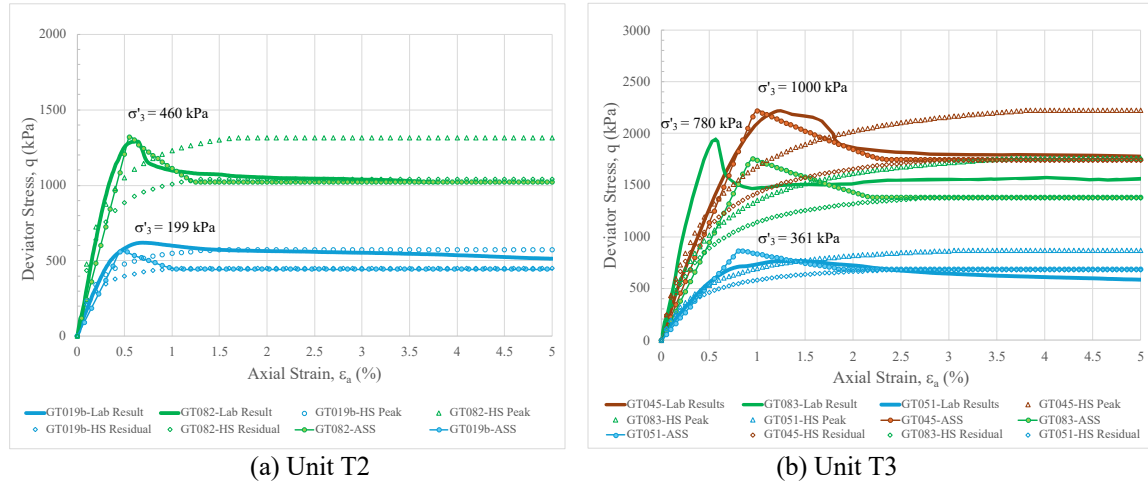 2000
1500
1000
500
0
Deviator Stress, q (kPa)
σ'3 = 460 kPa
σ'3 = 199 kPa
0 0.5 1 1.5 2 2.5 3 3.5 4 4.5 5
Axial Strain, εa (%)
GT019b-Lab Result GT082-Lab Result GT019b-HS Peak GT082-HS Peak
GT019b-HS Residual GT082-HS Residual GT082-ASS GT019b-ASS
(a) Unit T2
3000
2500
2000
1500
1000
500
0
Deviator Stress, q (kPa)
σ'3 = 1000 kPa
σ'3 = 780 kPa
σ'3 = 361 kPa
0 0.5 1 1.5 2 2.5 3 3.5 4 4.5 5
Axial Strain, εa (%)
GT045-Lab Results GT083-Lab Result GT051-Lab Results GT045-HS Peak
GT083-HS Peak GT051-HS Peak GT045-ASS GT083-ASS
GT051-ASS GT045-HS Residual GT083-HS Residual GT051-HS Residual
(b) Unit T3